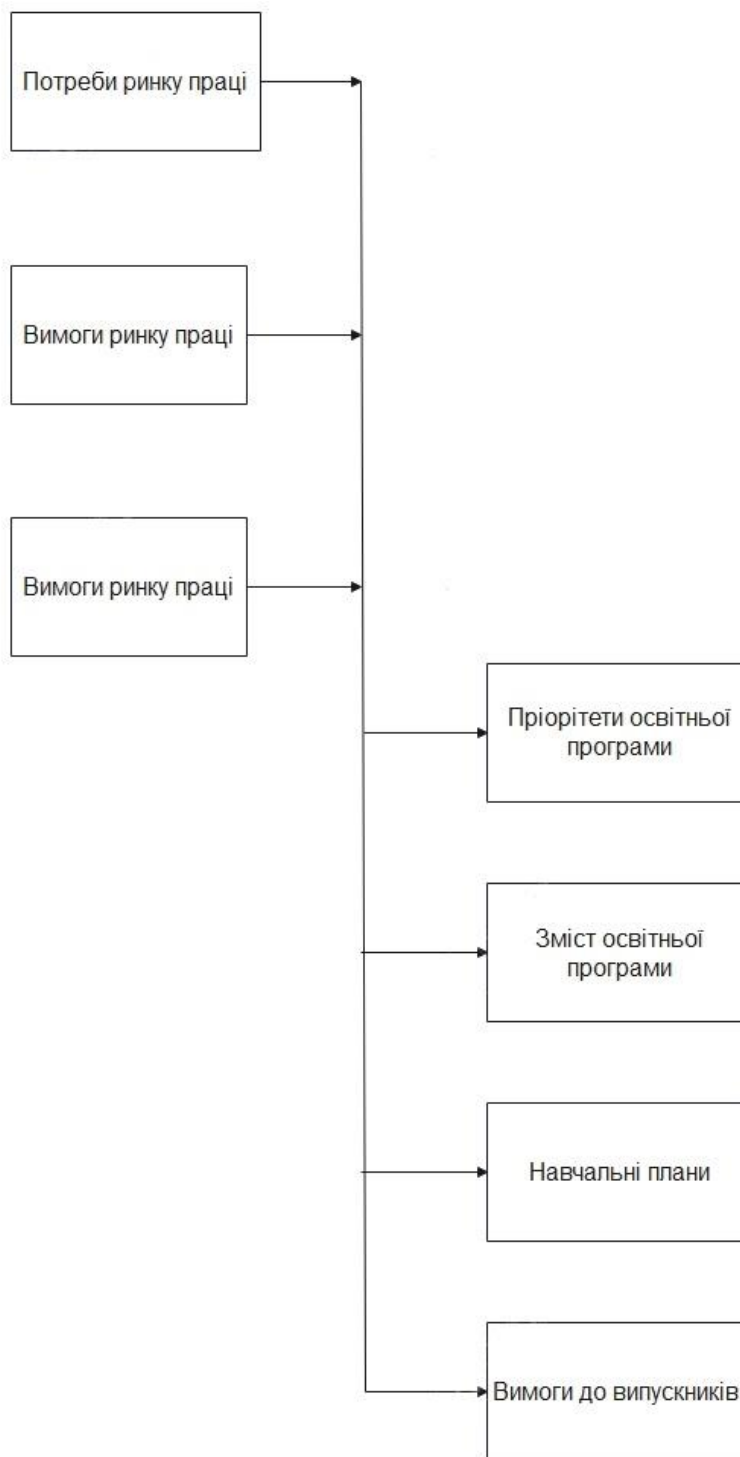 Потреби ринку праці
Вимоги ринку праці
Вимоги ринку праці
Пріорітети освітньої
програми
Зміст освітньої
програми
Навчальні плани
Вимоги до випускників